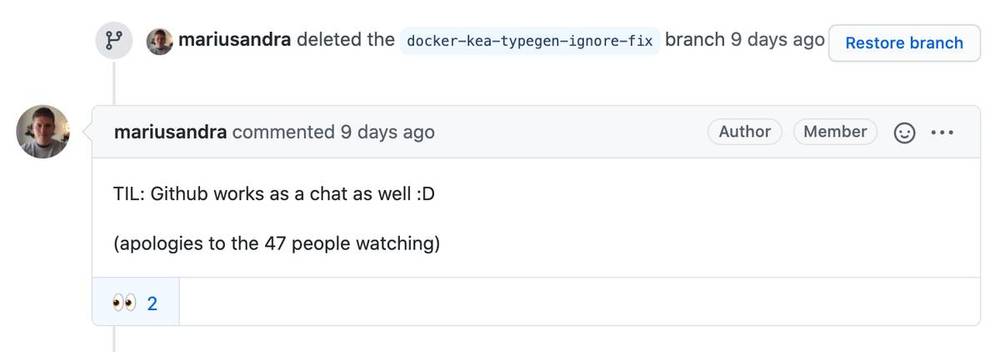 mariusandra deleted the docker-kea-typegen-ignore-fix branch 9 days ago Restore branch
mariusandra commented 9 days ago Author Member
TIL: Github works as a chat as well :D
(apologies to the 47 people watching)
👀 2